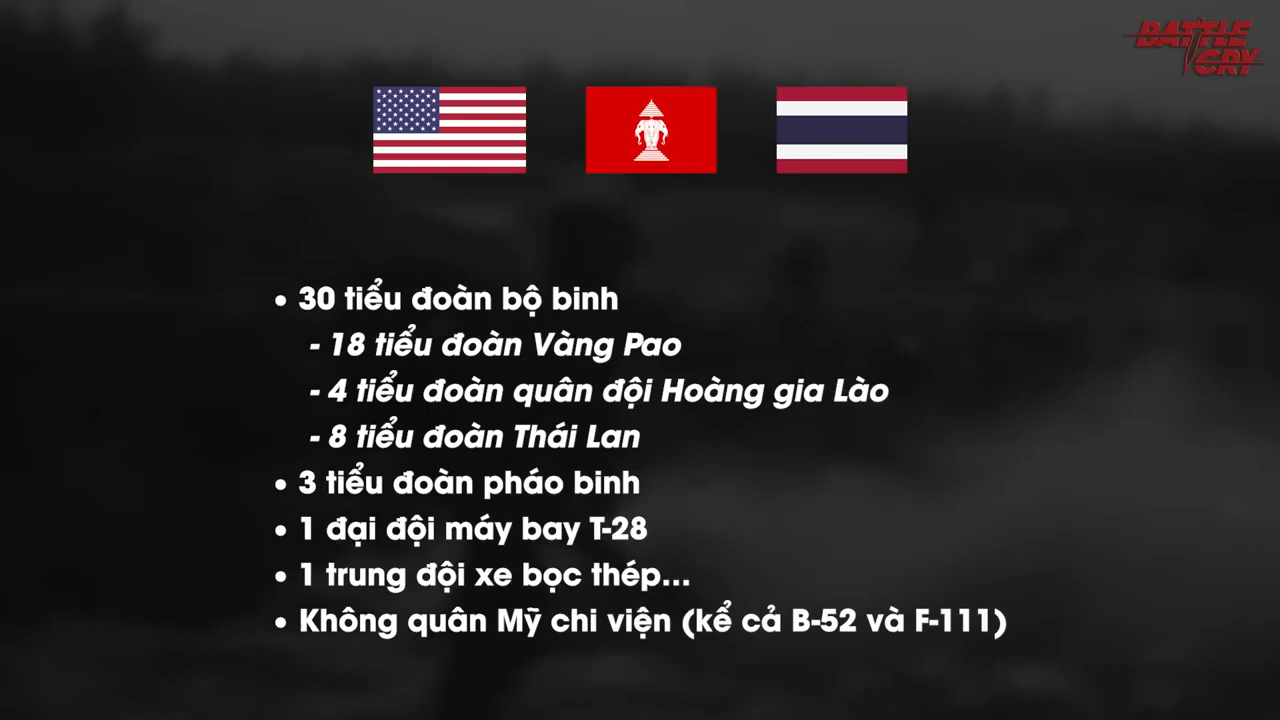 BATTLE
CRY
• 30 tiểu đoàn bộ binh
- 18 tiểu đoàn Vàng Pao
- 4 tiểu đoàn quân đội Hoàng gia Lào
- 8 tiểu đoàn Thái Lan
• 3 tiểu đoàn pháo binh
• 1 đại đội máy bay T-28
• 1 trung đội xe bọc thép...
• Không quân Mỹ chi viện (kể cả B-52 và F-111)